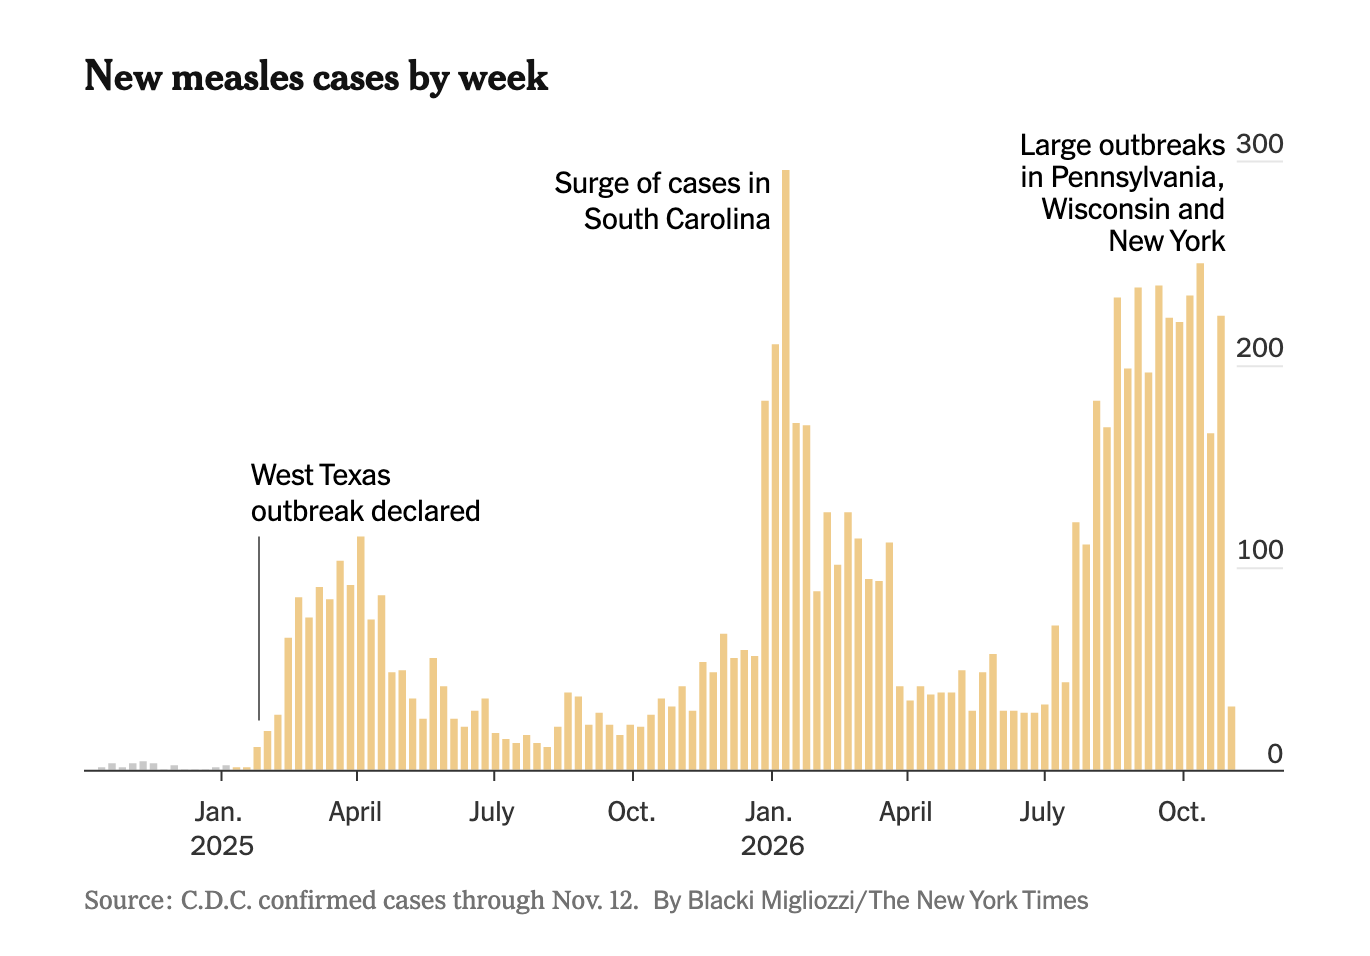 New measles cases by week
Large outbreaks
in Pennsylvania,
Wisconsin and
New York
300
Surge of cases in
South Carolina
200
West Texas
outbreak declared
100
0
Jan. April July Oct. Jan. April July Oct.
2025 2026
Source: C.D.C. confirmed cases through Nov. 12. By Blacki Migliozzi/The New York Times